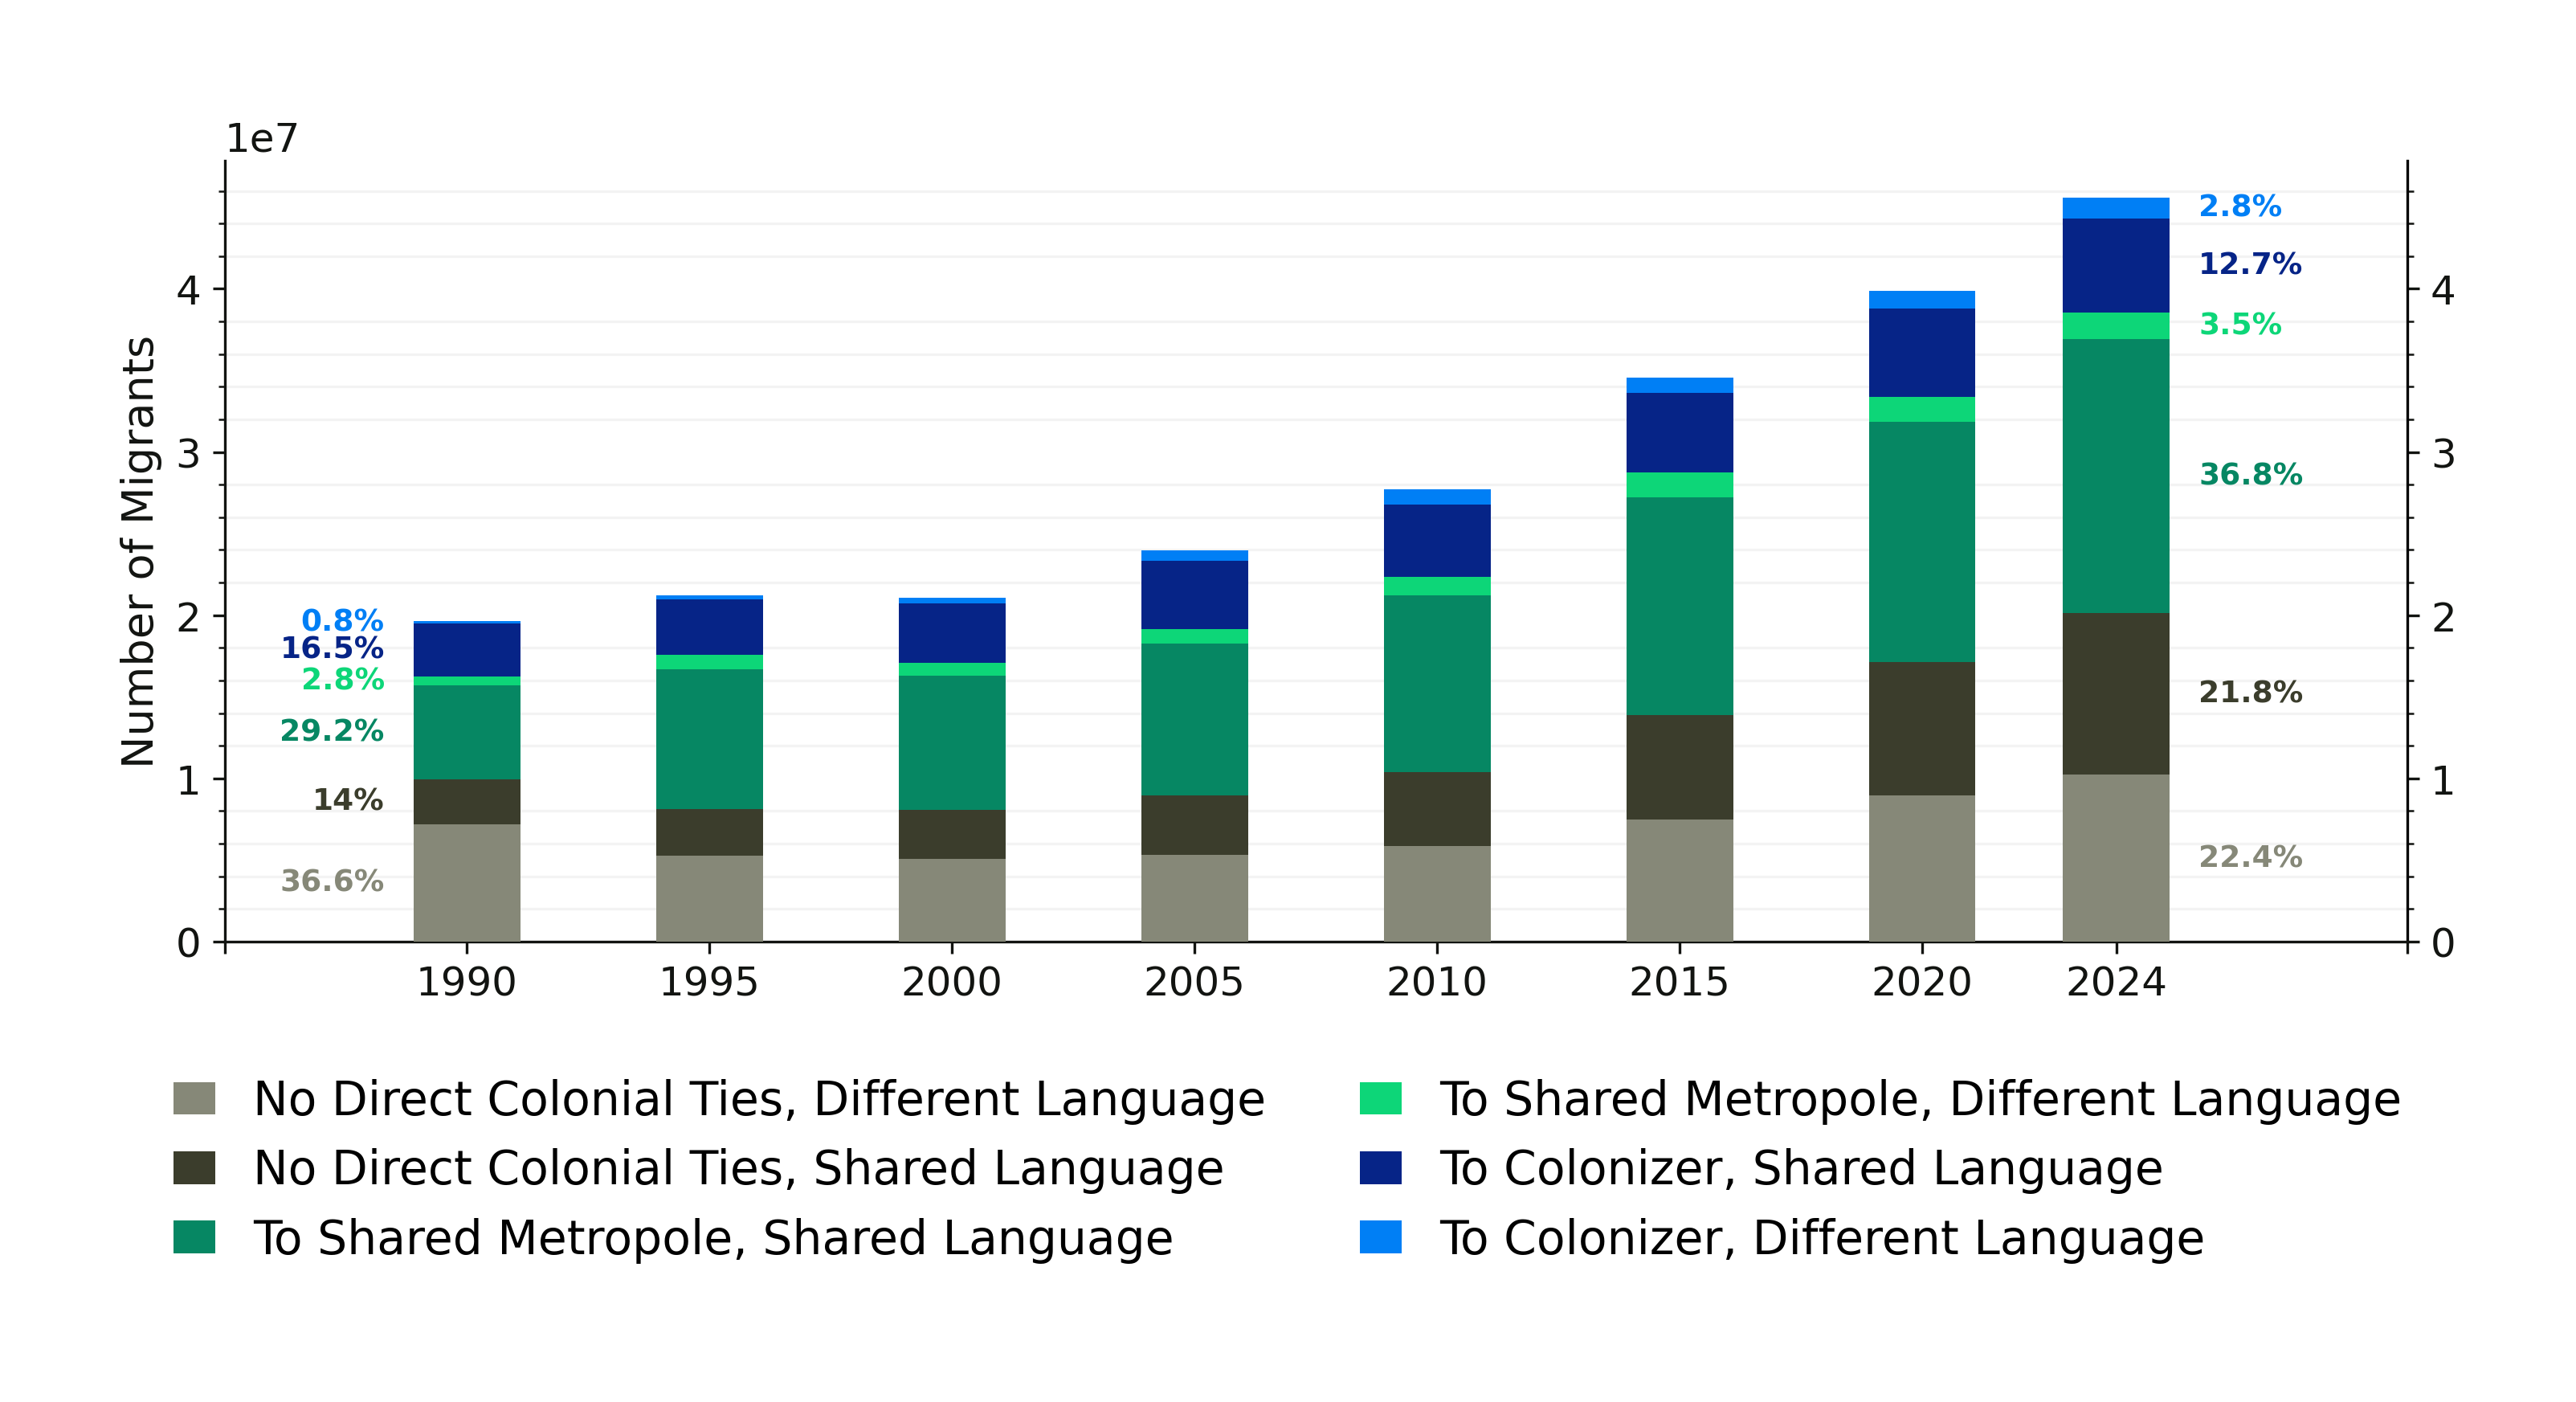 1e7
Number of Migrants
4
3
2
1
0
4
3
2
1
0
0.8%
16.5%
2.8%
29.2%
14%
36.6%
2.8%
12.7%
3.5%
36.8%
21.8%
22.4%
1990 1995 2000 2005 2010 2015 2020 2024
No Direct Colonial Ties, Different Language
No Direct Colonial Ties, Shared Language
To Shared Metropole, Shared Language
To Shared Metropole, Different Language
To Colonizer, Shared Language
To Colonizer, Different Language